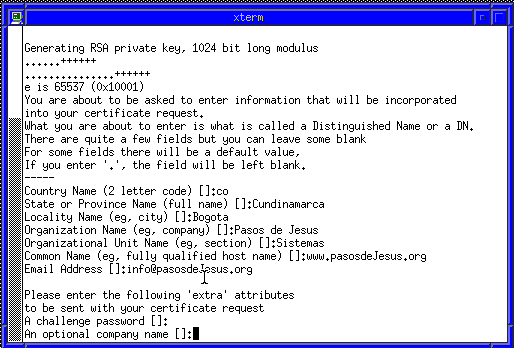 xterm
Generating RSA private key, 1024 bit long modulus
......++++++
...............++++++
e is 65537 (0x10001)
You are about to be asked to enter information that will be incorporated
into your certificate request.
What you are about to enter is what is called a Distinguished Name or a DN.
There are quite a few fields but you can leave some blank
For some fields there will be a default value,
If you enter '.', the field will be left blank.
-----
Country Name (2 letter code) []:co
State or Province Name (full name) []:Cundinamarca
Locality Name (eg, city) []:Bogota
Organization Name (eg, company) []:Pasos de Jesus
Organizational Unit Name (eg, section) []:Sistemas
Common Name (eg, fully qualified host name) []:www.pasosdeJesus.org
Email Address []:info@pasosdeJesus.org
Please enter the following 'extra' attributes
to be sent with your certificate request
A challenge password []:
An optional company name []: